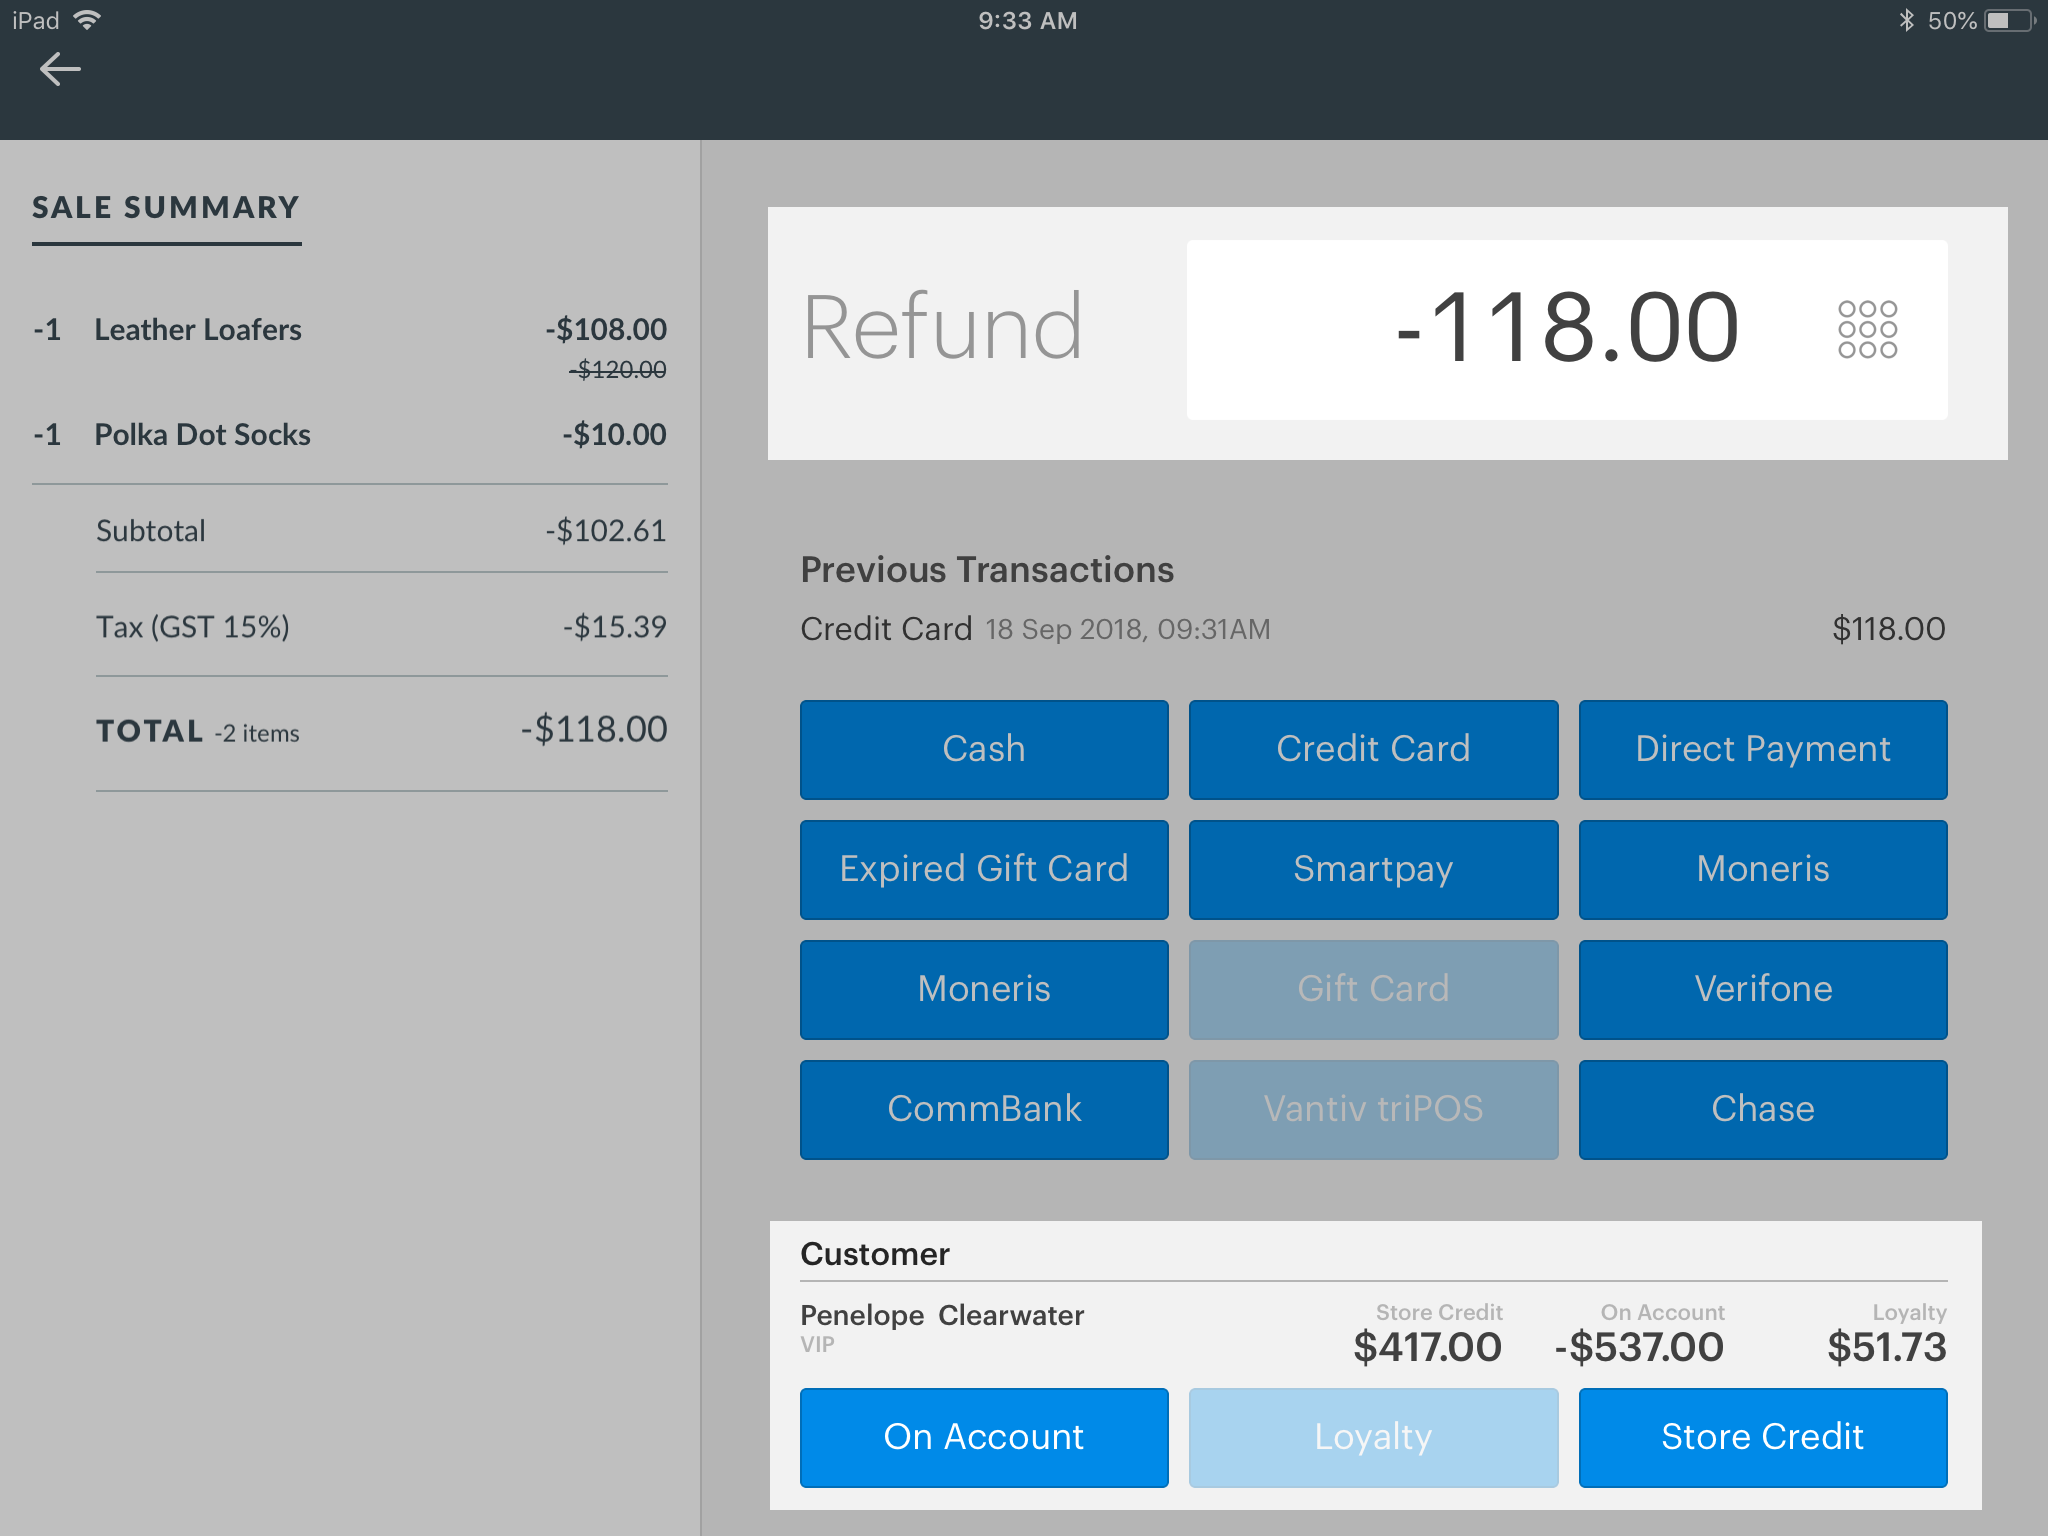 iPad 9:33 AM 50%
SALE SUMMARY
-1 Leather Loafers -$108.00
-$120.00
-1 Polka Dot Socks -$10.00
Subtotal -$102.61
Tax (GST 15%) -$15.39
TOTAL -2 items -$118.00
Refund -118.00
Previous Transactions
Credit Card 18 Sep 2018, 09:31AM $118.00
Cash Credit Card Direct Payment
Expired Gift Card Smartpay Moneris
Moneris Gift Card Verifone
CommBank Vantiv triPOS Chase
Customer
Penelope Clearwater Store Credit On Account Loyalty
VIP $417.00 -$537.00 $51.73
On Account Loyalty Store Credit